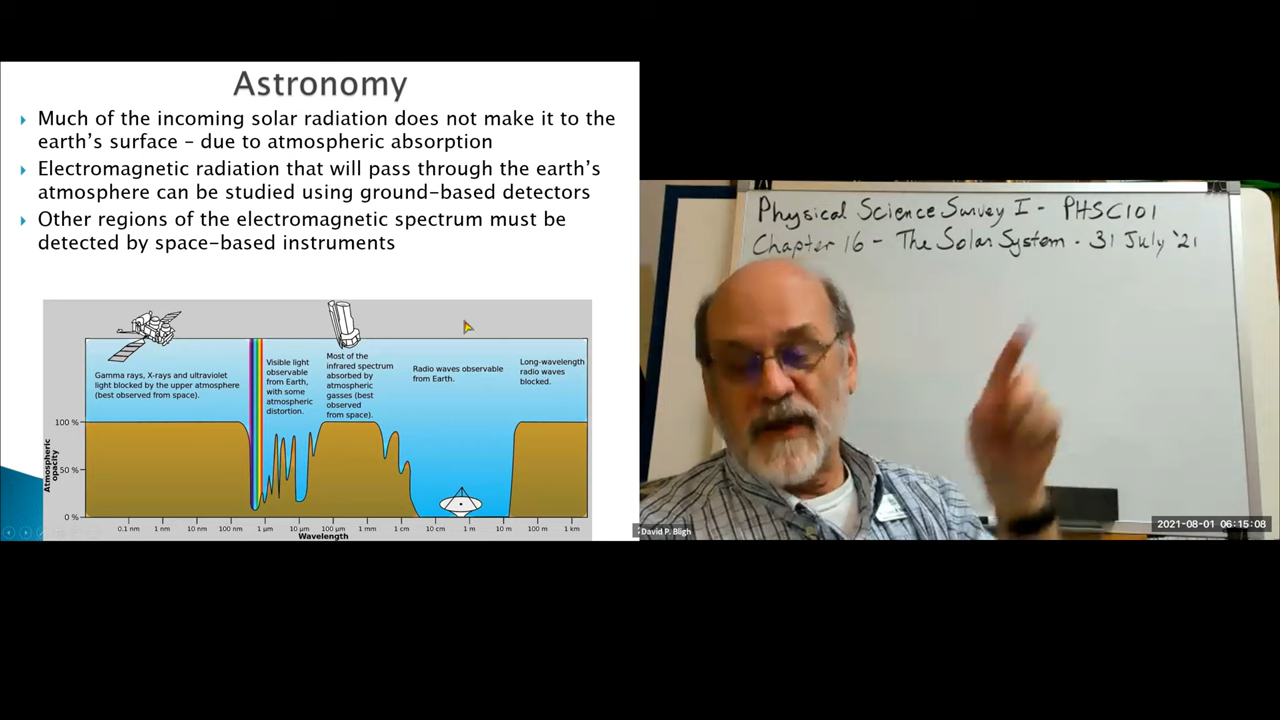 Astronomy
Much of the incoming solar radiation does not make it to the
earth's surface – due to atmospheric absorption
Electromagnetic radiation that will pass through the earth's
atmosphere can be studied using ground-based detectors
Other regions of the electromagnetic spectrum must be
detected by space-based instruments
Gamma rays, X-rays and ultraviolet
light blocked by the upper atmosphere
(best observed from space).
Visible light
observable
from Earth,
with some
atmospheric
distortion.
Most of the
infrared spectrum
absorbed by
atmospheric
gasses (best
observed
from space).
Radio waves observable
from Earth.
Long-wavelength
radio waves
blocked.
Atmospheric
opacity
100 %
50 %
0 %
0.1 nm 1 nm 10 nm 100 nm 1 µm 10 µm 100 µm 1 mm 1 cm 10 cm 1 m 10 m 100 m 1 km
Wavelength
Physical Science Survey I - PHSC101
Chapter 16 - The Solar System - 31 July '21
2021-08-01 06:15:08
David P. Bligh